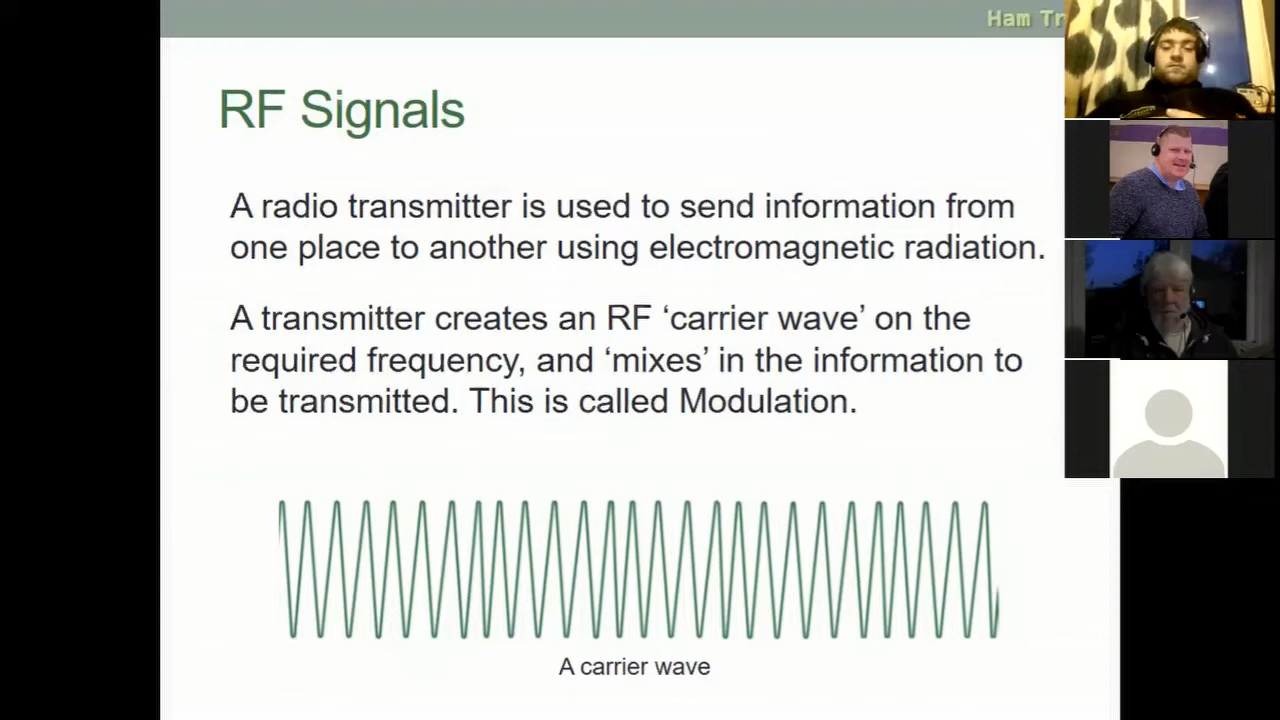 Ham Tr
RF Signals
A radio transmitter is used to send information from
one place to another using electromagnetic radiation.
A transmitter creates an RF ‘carrier wave’ on the
required frequency, and ‘mixes’ in the information to
be transmitted. This is called Modulation.
A carrier wave